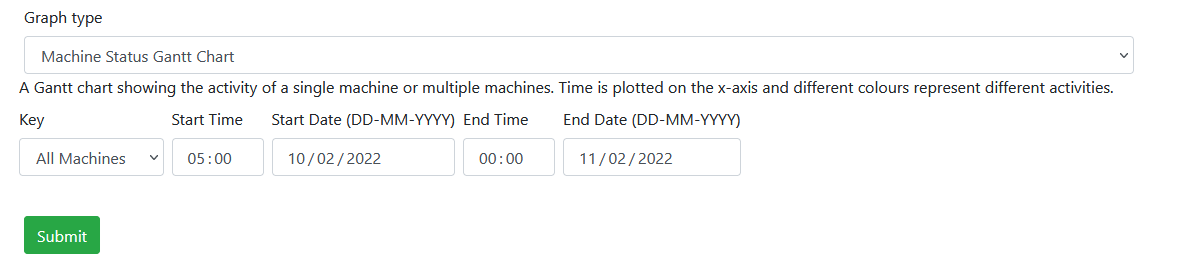 Graph type
Machine Status Gantt Chart
A Gantt chart showing the activity of a single machine or multiple machines. Time is plotted on the x-axis and different colours represent different activities.
Key Start Time Start Date (DD-MM-YYYY) End Time End Date (DD-MM-YYYY)
All Machines 05:00 10/02/2022 00:00 11/02/2022
Submit